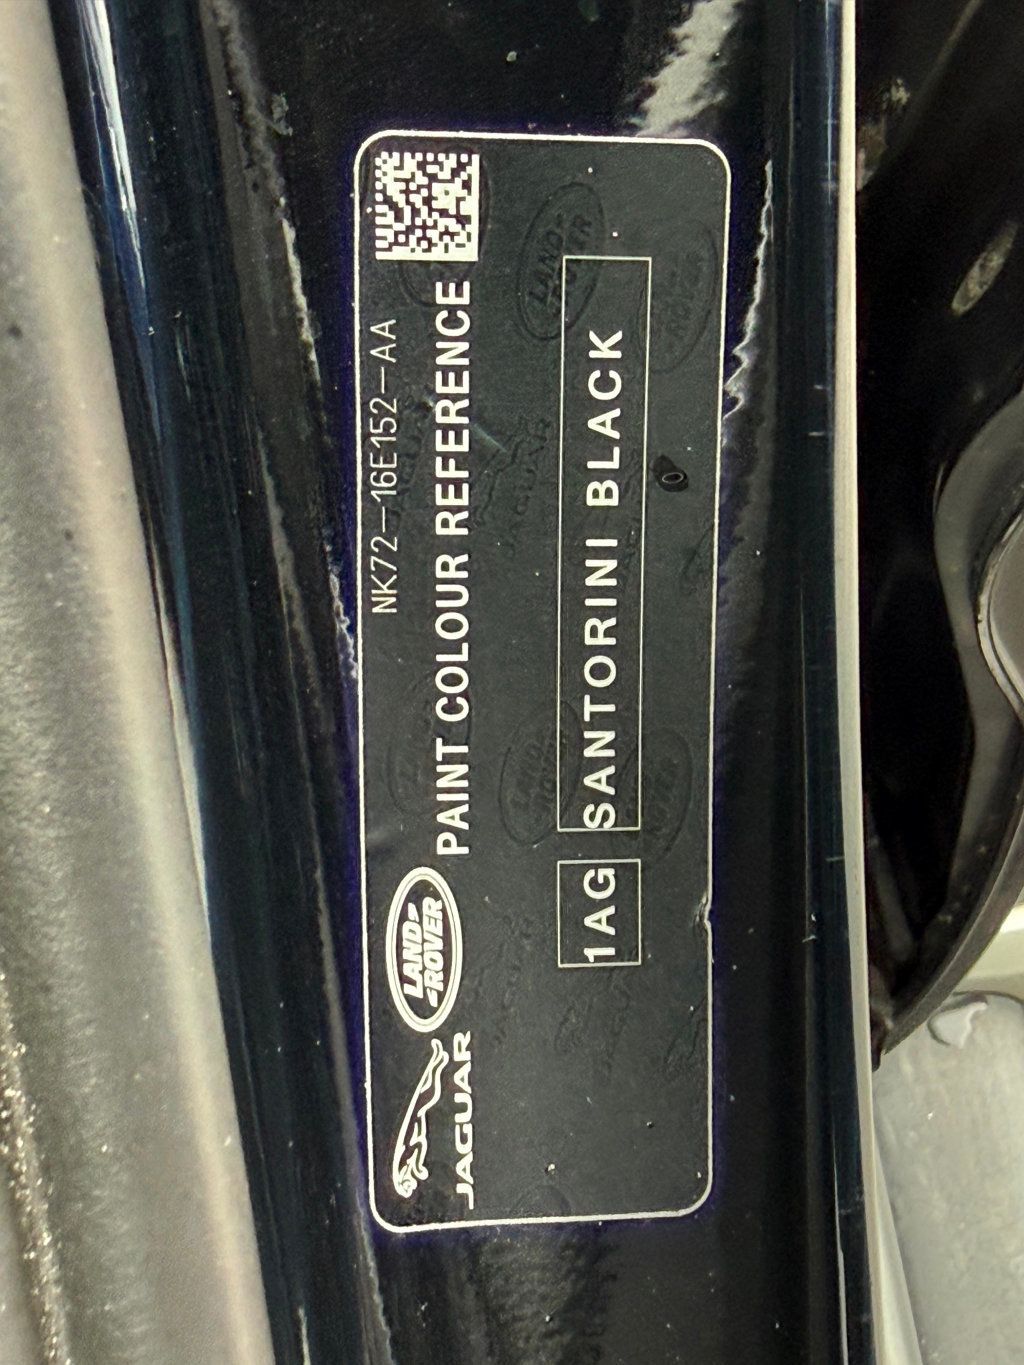 NK72-16E152-AA
JAGUAR
LAND ROVER
PAINT COLOUR REFERENCE
1AG SANTORINI BLACK